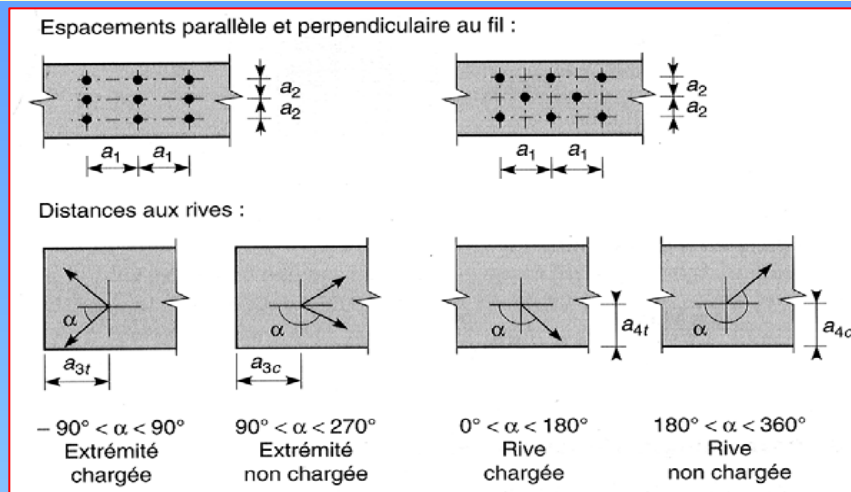 Espacements parallèle et perpendiculaire au fil :
a2
a2
a1 a1
a2
a2
a1 a1
Distances aux rives :
α
a3t
α
a3c
α
a4t
α
a4c
– 90° < α < 90°
Extrémité
chargée
90° < α < 270°
Extrémité
non chargée
0° < α < 180°
Rive
chargée
180° < α < 360°
Rive
non chargée